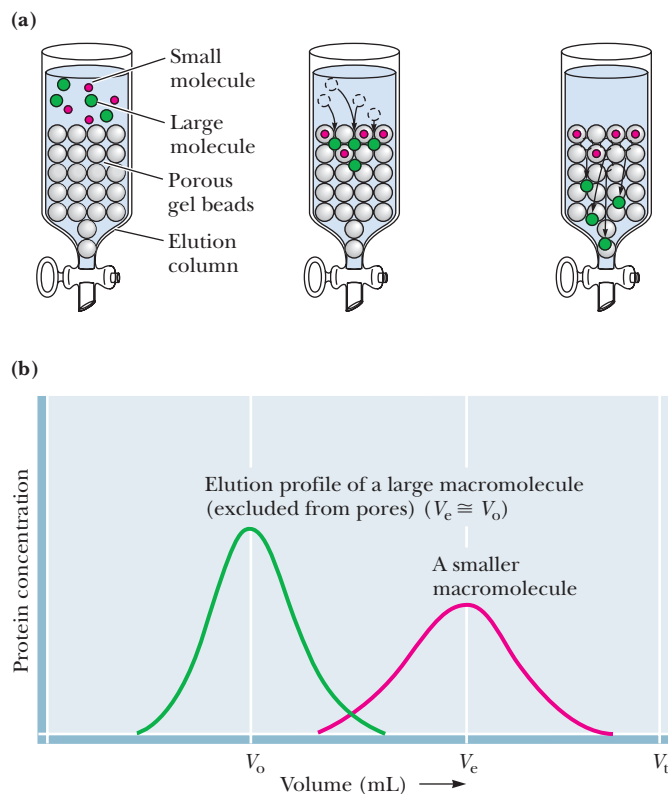 (a)
Small
molecule
Large
molecule
Porous
gel beads
Elution
column
(b)
Protein concentration
Elution profile of a large macromolecule
(excluded from pores) (Ve ≅ Vo)
A smaller
macromolecule
Vo
Ve
Vt
Volume (mL) ⟶